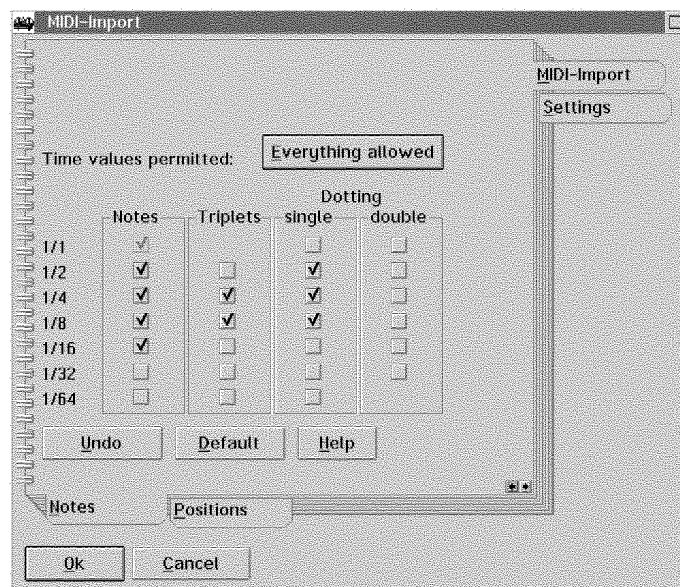 MIDI-Import
MIDI-Import
Settings
Time values permitted:
Everything allowed
Dotting
Notes Triplets single double
1/1
1/2
1/4
1/8
1/16
1/32
1/64
Undo Default Help
Notes Positions
Ok Cancel